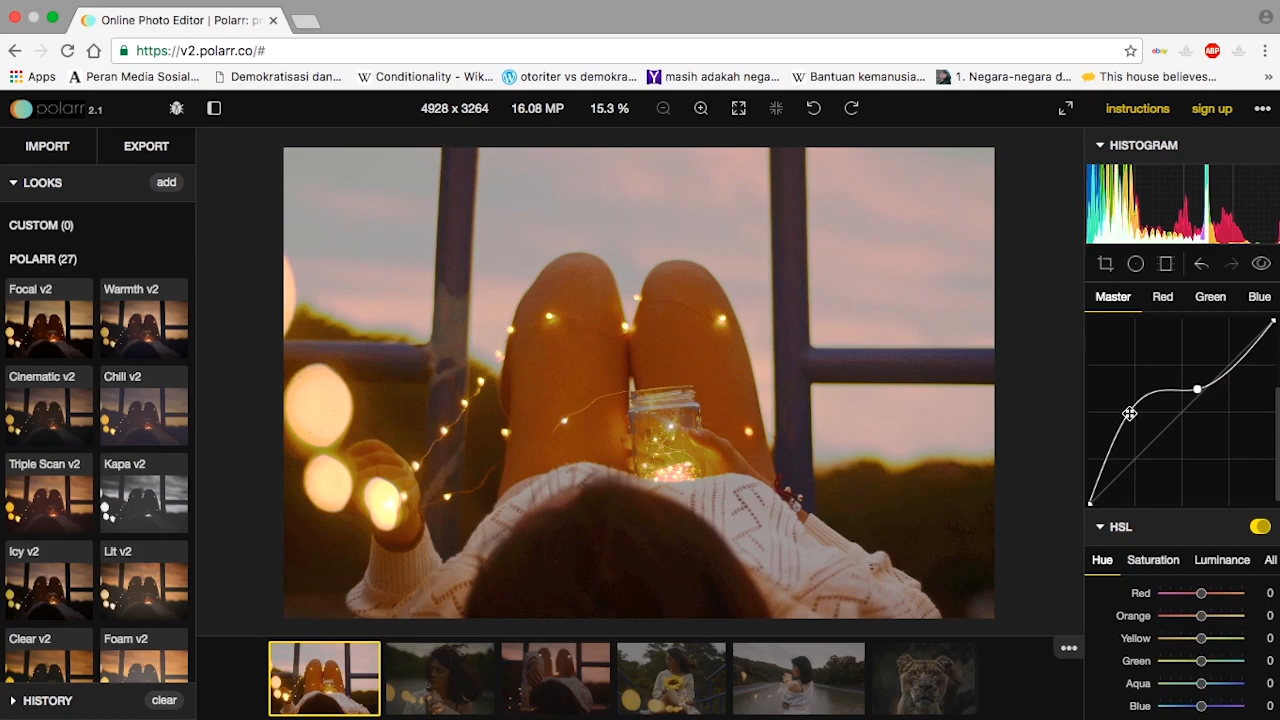 Online Photo Editor | Polarr: pr
https://v2.polarr.co/#
ebay
ABP
Apps
A Peran Media Sosial...
Demokratisasi dan...
W Conditionality - Wik...
otoriter vs demokra...
Y masih adakah nega...
W Bantuan kemanusia...
1. Negara-negara d...
This house believes...
»
polarr 2.1
4928 x 3264
16.08 MP
15.3 %
instructions
sign up
IMPORT
EXPORT
LOOKS
add
CUSTOM (0)
POLARR (27)
Focal v2
Warmth v2
Cinematic v2
Chill v2
Triple Scan v2
Kapa v2
Icy v2
Lit v2
Clear v2
Foam v2
HISTORY
clear
HISTOGRAM
Master
Red
Green
Blue
HSL
Hue
Saturation
Luminance
All
Red 0
Orange 0
Yellow 0
Green 0
Aqua 0
Blue 0